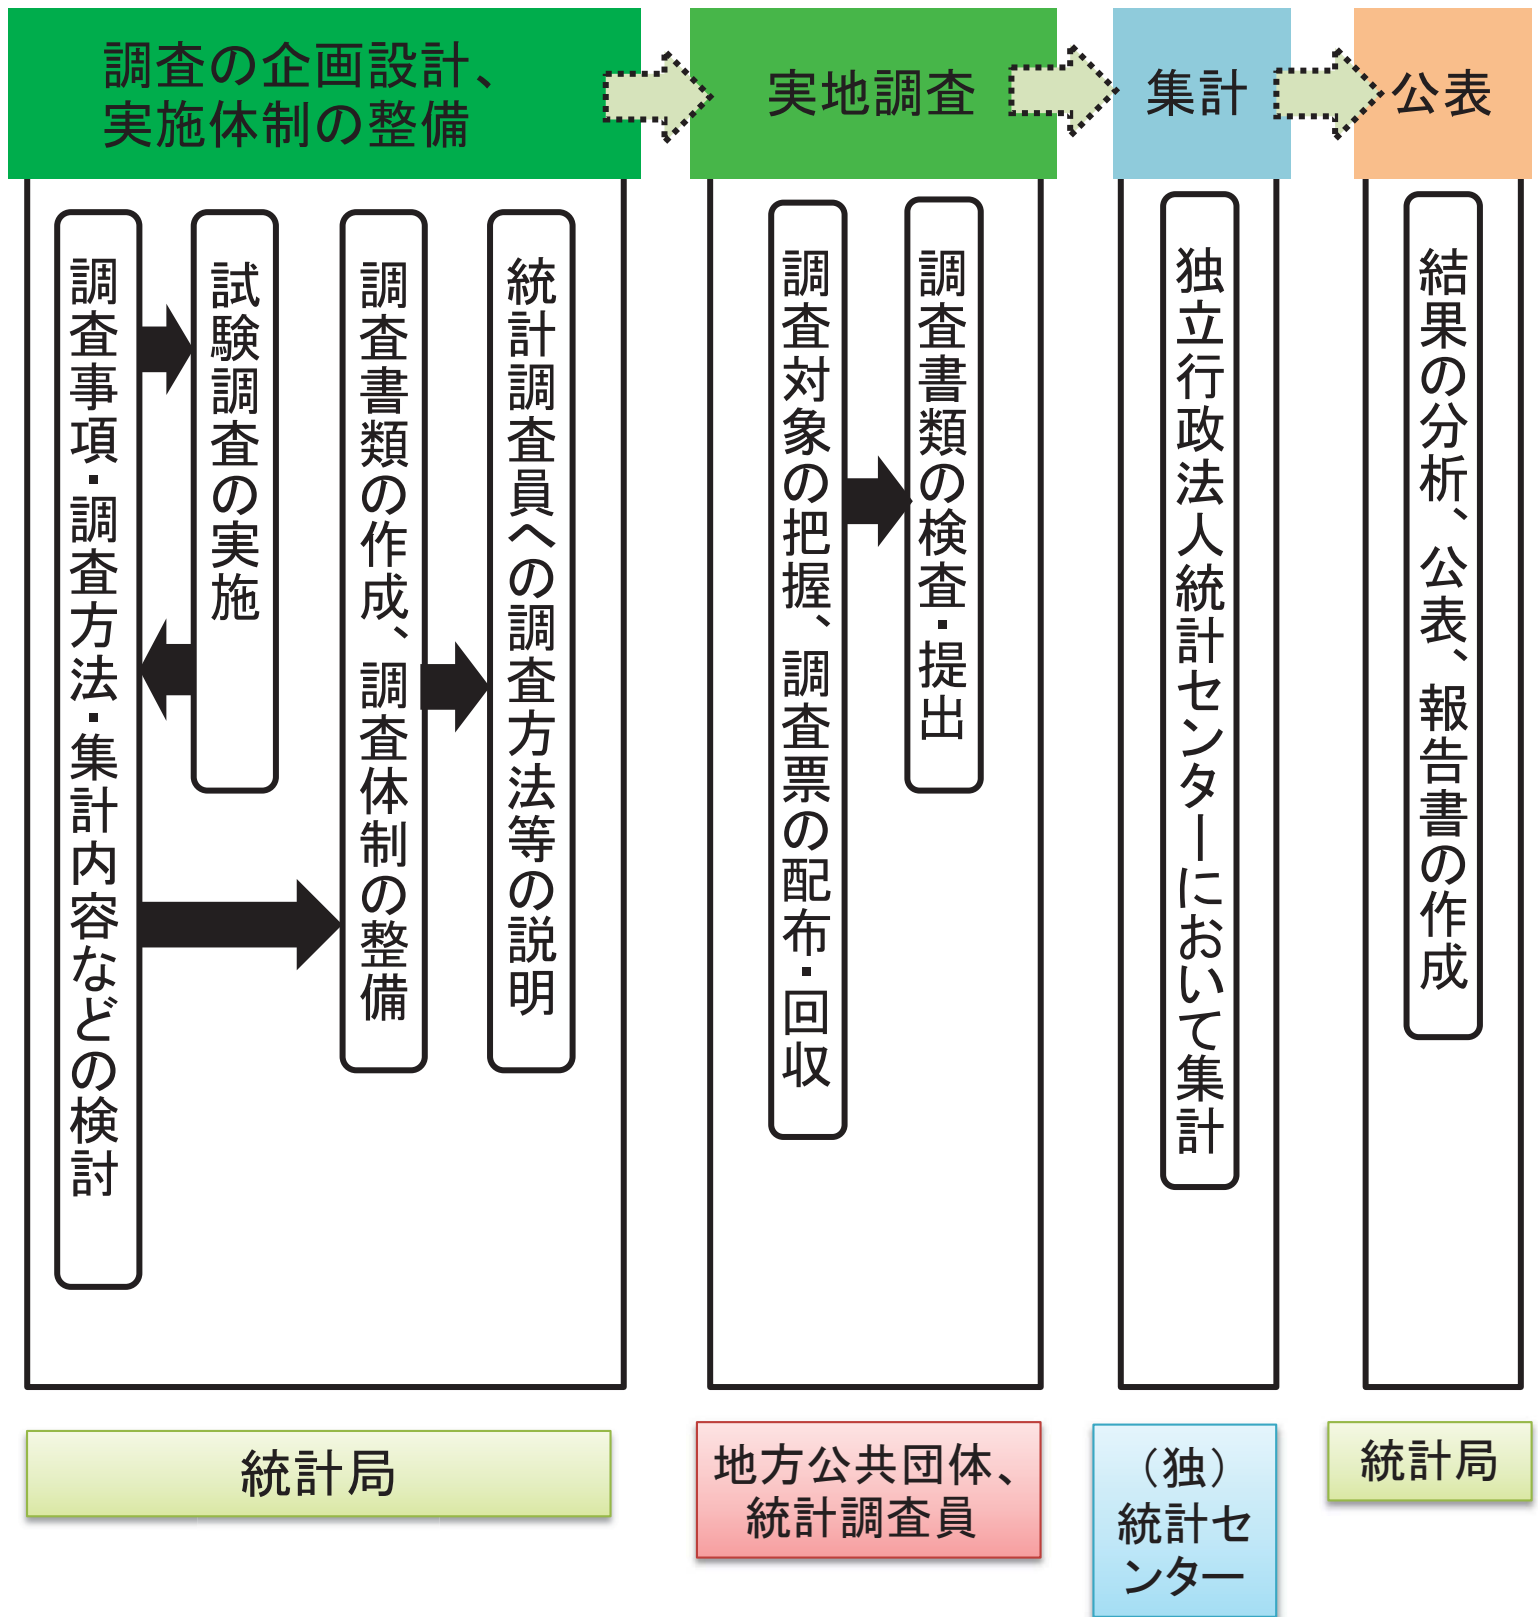 調査の企画設計、
実施体制の整備
実地調査
集計
公表
調査事項・調査方法・集計内容などの検討
試験調査の実施
調査書類の作成、調査体制の整備
統計調査員への調査方法等の説明
調査対象の把握、調査票の配布・回収
調査書類の検査・提出
独立行政法人統計センターにおいて集計
結果の分析、公表、報告書の作成
統計局
地方公共団体、
統計調査員
（独）
統計セ
ンター
統計局